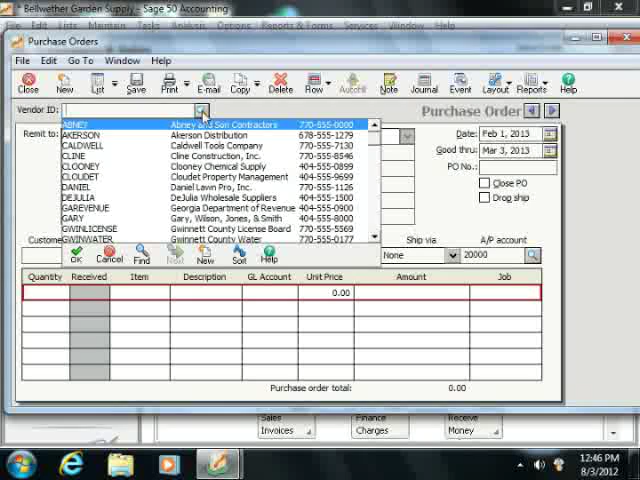 * Bellwether Garden Supply - Sage 50 Accounting
File Edit Lists Maintain Tasks Analysis Options Reports & Forms Services Window Help
Purchase Orders
File Edit Go To Window Help
Close New List Save Print E-mail Copy Delete Row AutoFill Note Journal Event Layout Reports Help
Vendor ID:
Purchase Order
ABNEY Abney and Son Contractors 770-555-0000
AKERSON Akerson Distribution 678-555-1279
CALDWELL Caldwell Tools Company 770-555-7130
CLINE Cline Construction, Inc. 770-555-8546
CLOONEY Clooney Chemical Supply 404-555-0899
CLOUDET Cloudet Property Management 404-555-9699
DANIEL Daniel Lawn Pro, Inc. 770-555-1126
DEJULIA DeJulia Wholesale Suppliers 404-555-1500
GAREVENUE Georgia Department of Revenue 404-555-9000
GARY Gary, Wilson, Jones, & Smith 404-555-8000
GWINLICENSE Gwinnett County License Board 770-555-5569
GWINWATER Gwinnett County Water 770-555-0177
OK Cancel Find Next New Sort Help
Remit to:
Date: Feb 1, 2013
Good thru: Mar 3, 2013
PO No.:
Close PO
Drop ship
Custome
Ship via A/P account
None 20000
Quantity Received Item Description GL Account Unit Price Amount Job
0.00
Purchase order total: 0.00
Sales Invoices
Finance Charges
Receive Money
12:46 PM
8/3/2012